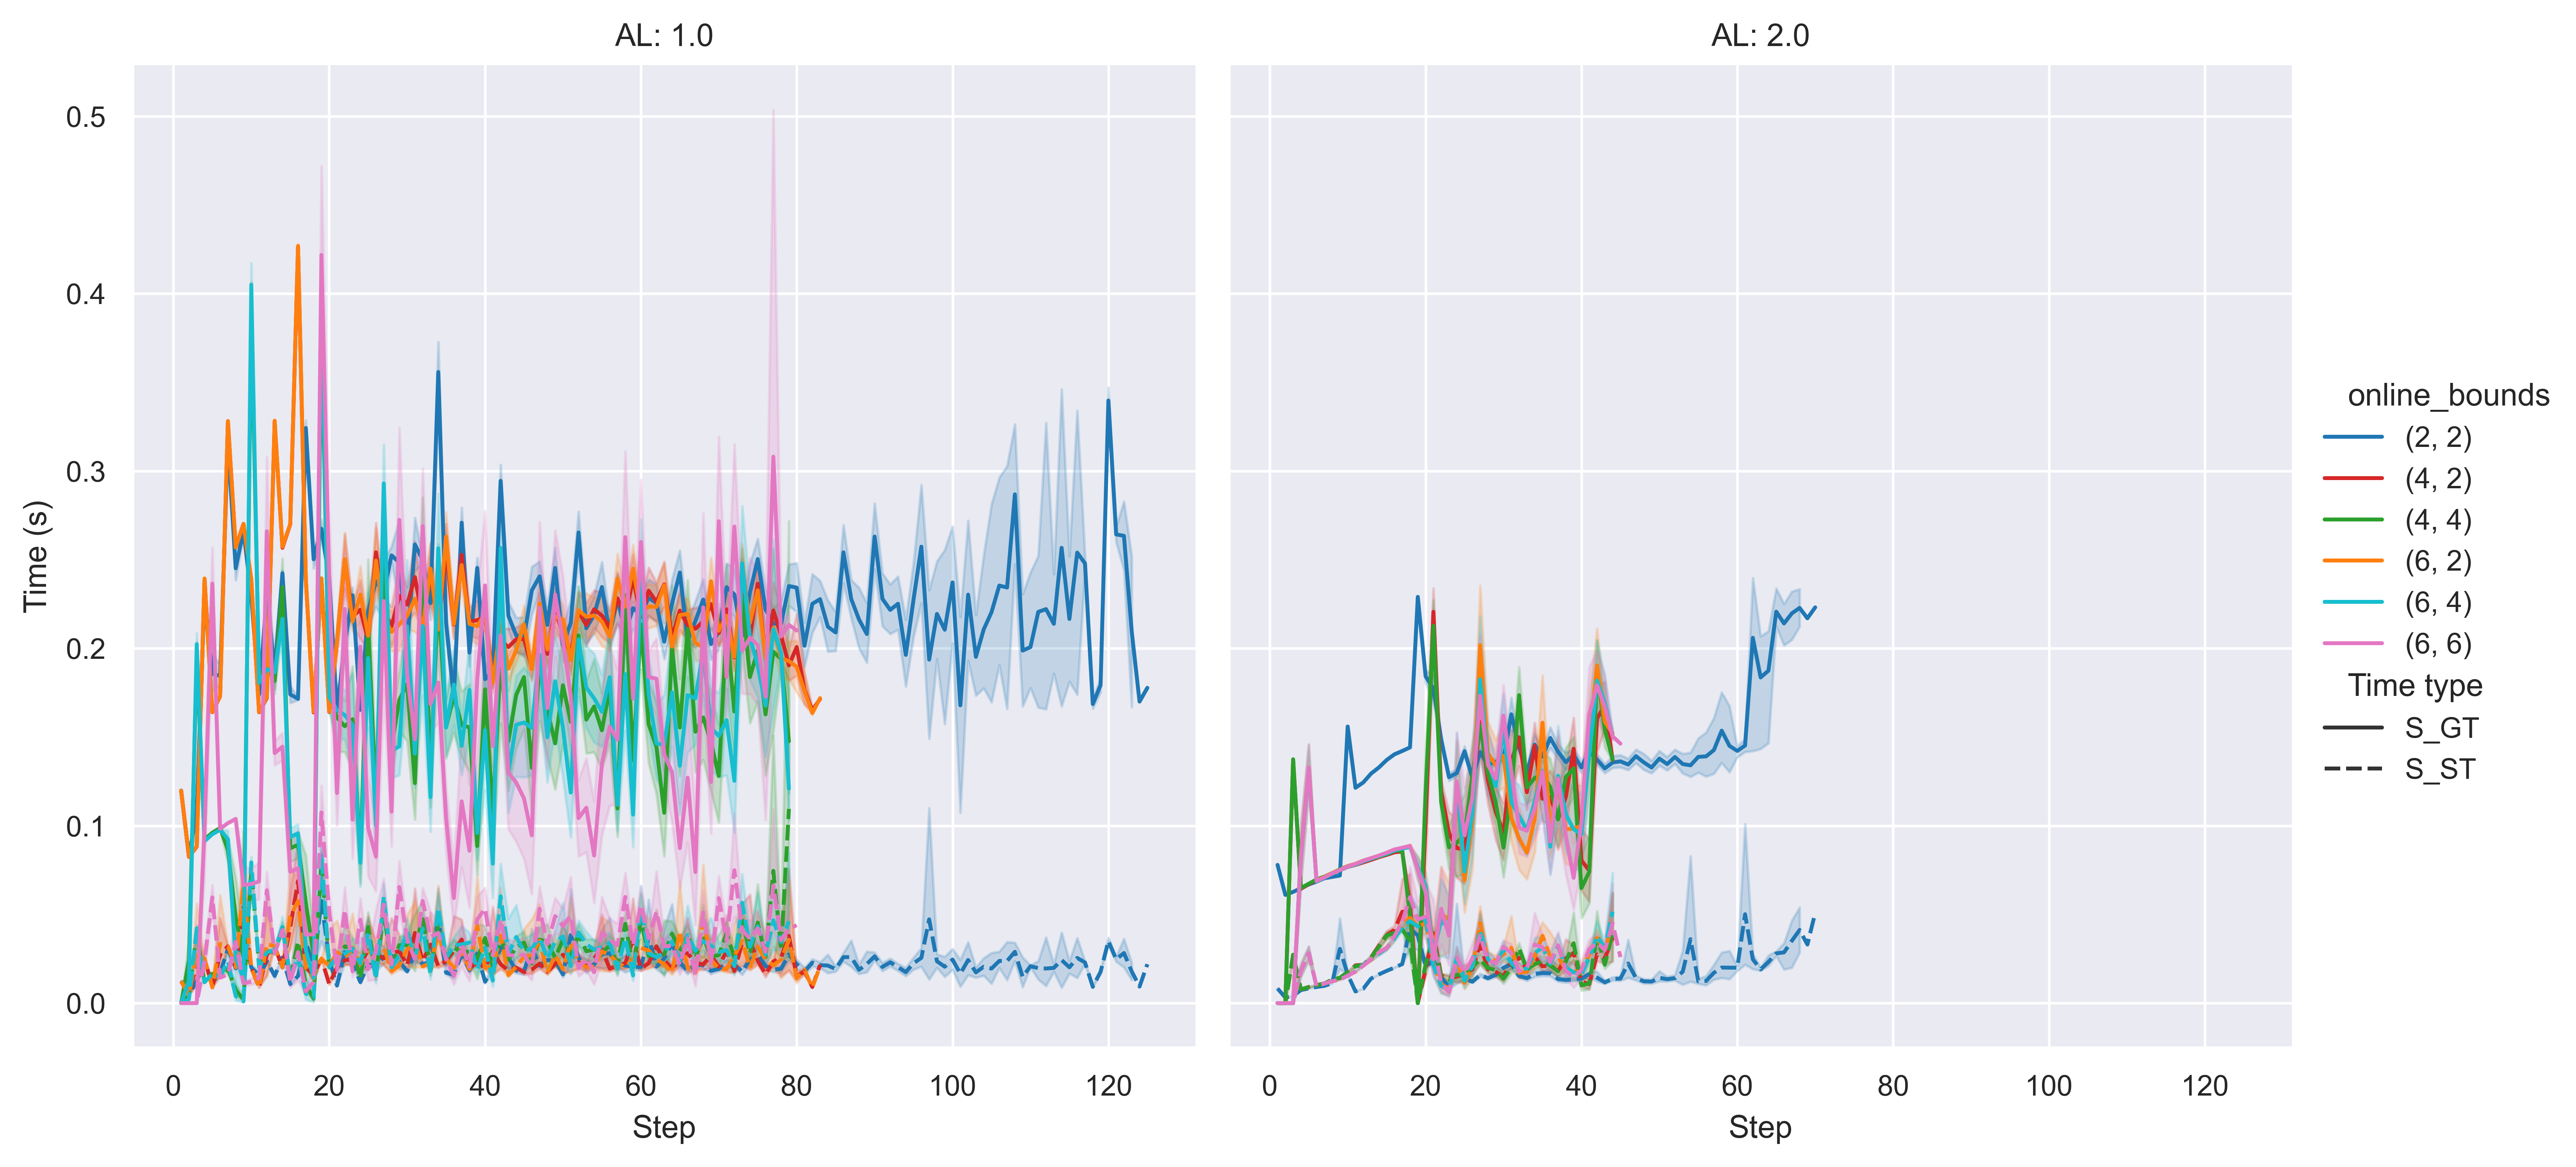 AL: 1.0
AL: 2.0
Time (s)
0.5
0.4
0.3
0.2
0.1
0.0
0 20 40 60 80 100 120
0 20 40 60 80 100 120
Step
Step
online_bounds
(2, 2)
(4, 2)
(4, 4)
(6, 2)
(6, 4)
(6, 6)
Time type
S_GT
S_ST